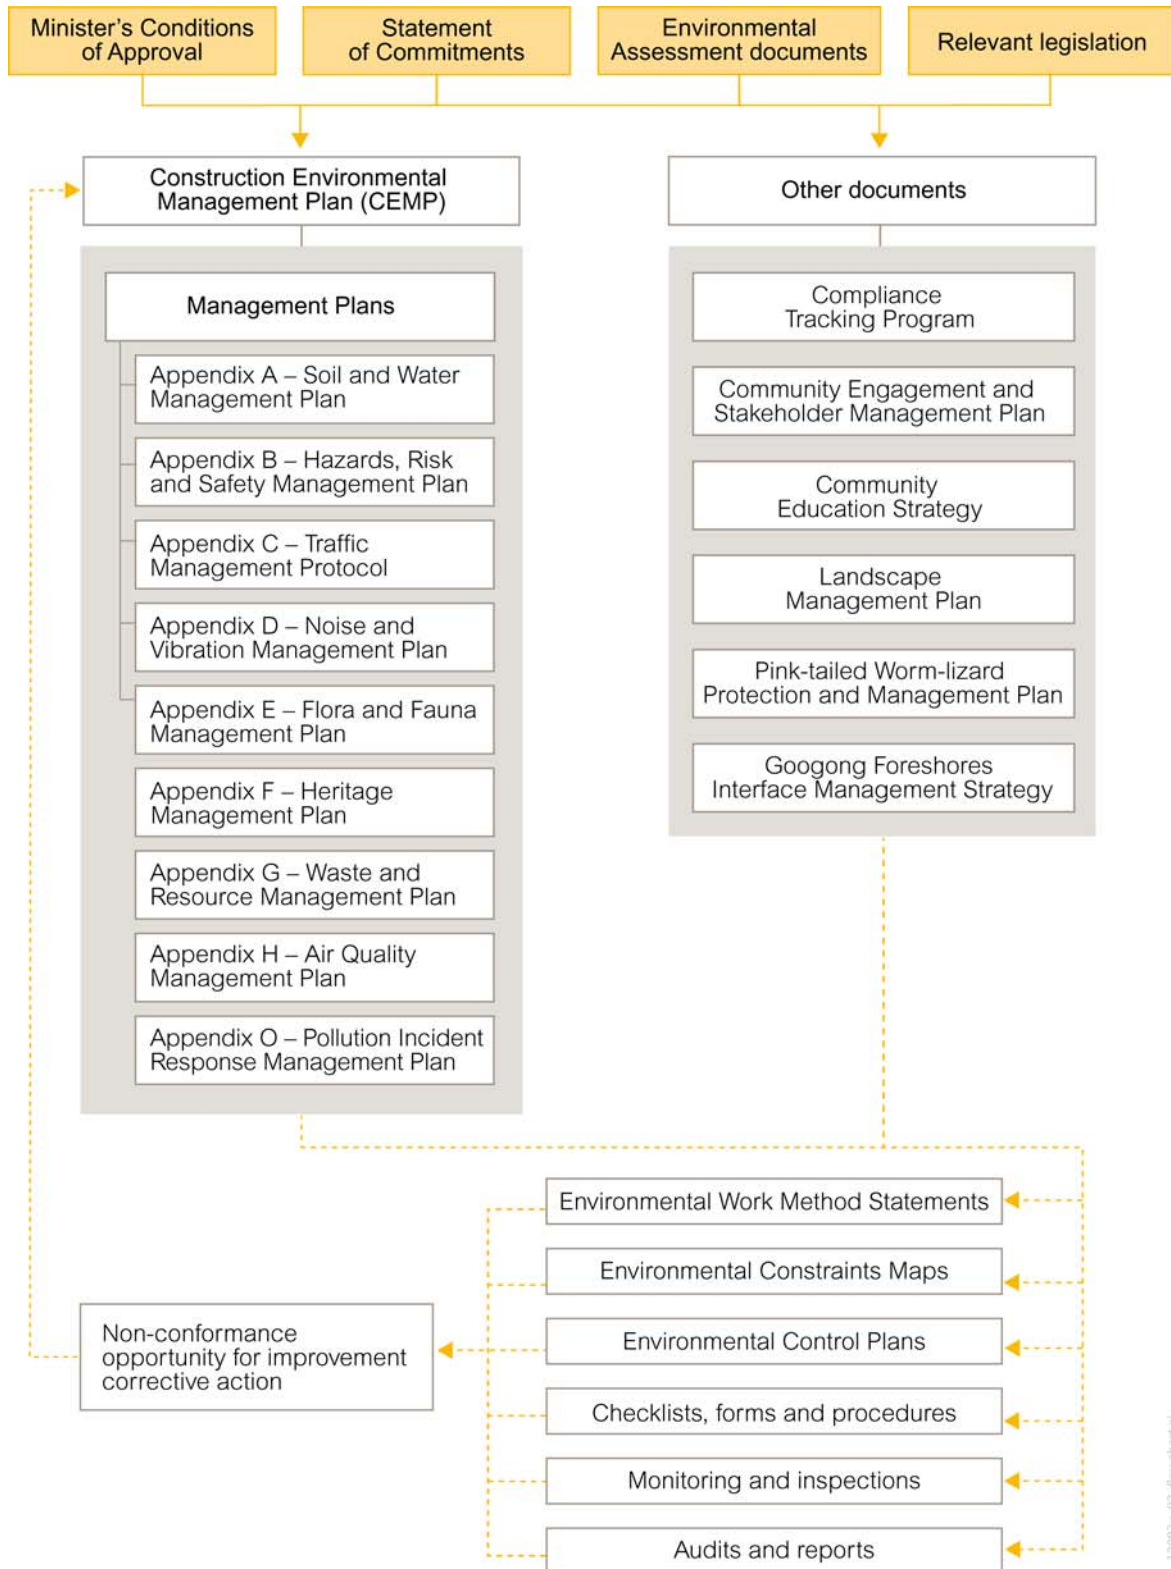 Minister's Conditions
of Approval
Statement
of Commitments
Environmental
Assessment documents
Relevant legislation
Construction Environmental
Management Plan (CEMP)
Other documents
Management Plans
Appendix A – Soil and Water
Management Plan
Appendix B – Hazards, Risk
and Safety Management Plan
Appendix C – Traffic
Management Protocol
Appendix D – Noise and
Vibration Management Plan
Appendix E – Flora and Fauna
Management Plan
Appendix F – Heritage
Management Plan
Appendix G – Waste and
Resource Management Plan
Appendix H – Air Quality
Management Plan
Appendix O – Pollution Incident
Response Management Plan
Compliance
Tracking Program
Community Engagement and
Stakeholder Management Plan
Community
Education Strategy
Landscape
Management Plan
Pink-tailed Worm-lizard
Protection and Management Plan
Googong Foreshores
Interface Management Strategy
Environmental Work Method Statements
Environmental Constraints Maps
Environmental Control Plans
Checklists, forms and procedures
Monitoring and inspections
Audits and reports
Non-conformance
opportunity for improvement
corrective action